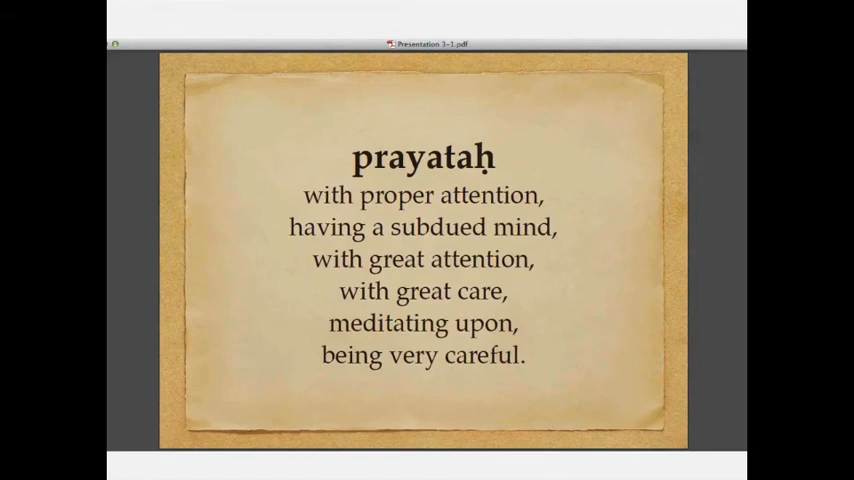 Presentation 3-1.pdf
prayataḥ
with proper attention,
having a subdued mind,
with great attention,
with great care,
meditating upon,
being very careful.